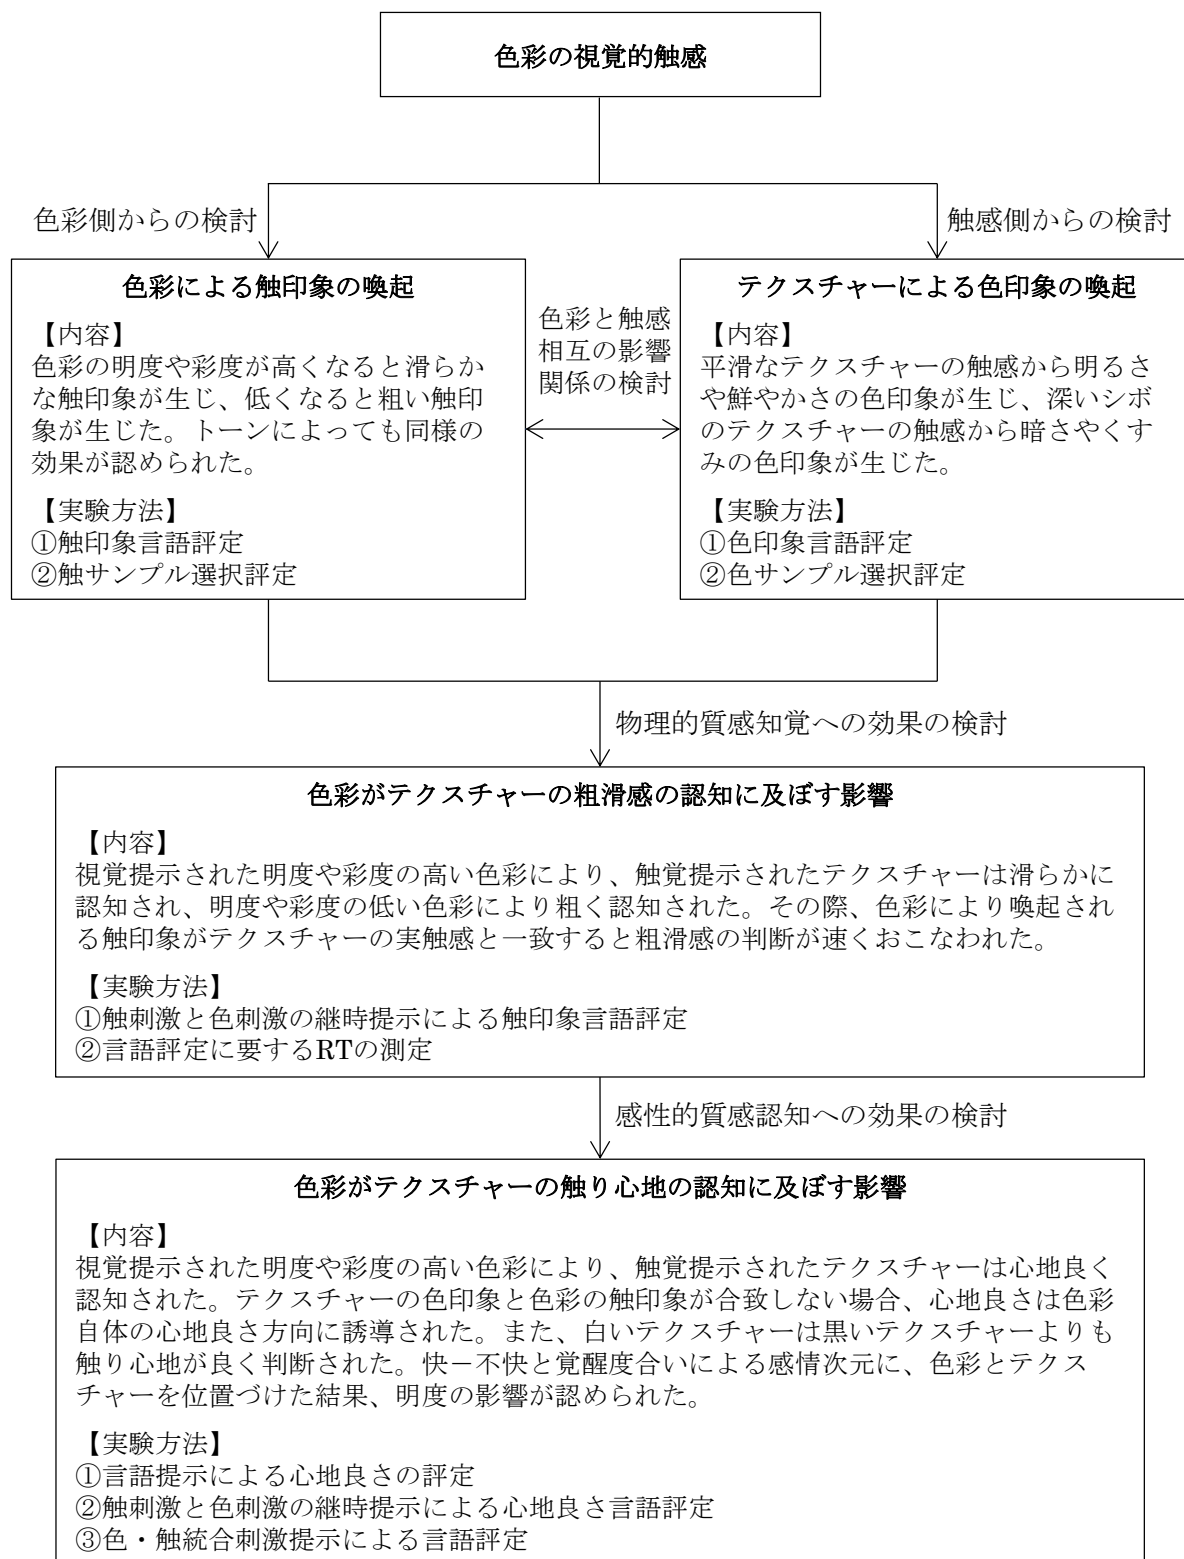 色彩の視覚的触感
色彩側からの検討
触感側からの検討
色彩による触印象の喚起
【内容】
色彩の明度や彩度が高くなると滑らか
な触印象が生じ、低くなると粗い触印
象が生じた。トーンによっても同様の
効果が認められた。
【実験方法】
①触印象言語評定
②触サンプル選択評定
色彩と触感
相互の影響
関係の検討
テクスチャーによる色印象の喚起
【内容】
平滑なテクスチャーの触感から明るさ
や鮮やかさの色印象が生じ、深いシボ
のテクスチャーの触感から暗さやくす
みの色印象が生じた。
【実験方法】
①色印象言語評定
②色サンプル選択評定
物理的質感知覚への効果の検討
色彩がテクスチャーの粗滑感の認知に及ぼす影響
【内容】
視覚提示された明度や彩度の高い色彩により、触覚提示されたテクスチャーは滑らかに
認知され、明度や彩度の低い色彩により粗く認知された。その際、色彩により喚起され
る触印象がテクスチャーの実触感と一致すると粗滑感の判断が速くおこなわれた。
【実験方法】
①触刺激と色刺激の継時提示による触印象言語評定
②言語評定に要するRTの測定
感性的質感認知への効果の検討
色彩がテクスチャーの触り心地の認知に及ぼす影響
【内容】
視覚提示された明度や彩度の高い色彩により、触覚提示されたテクスチャーは心地良く
認知された。テクスチャーの色印象と色彩の触印象が合致しない場合、心地良さは色彩
自体の心地良さ方向に誘導された。また、白いテクスチャーは黒いテクスチャーよりも
触り心地が良く判断された。快－不快と覚醒度合いによる感情次元に、色彩とテクス
チャーを位置づけた結果、明度の影響が認められた。
【実験方法】
①言語提示による心地良さの評定
②触刺激と色刺激の継時提示による心地良さ言語評定
③色・触統合刺激提示による言語評定